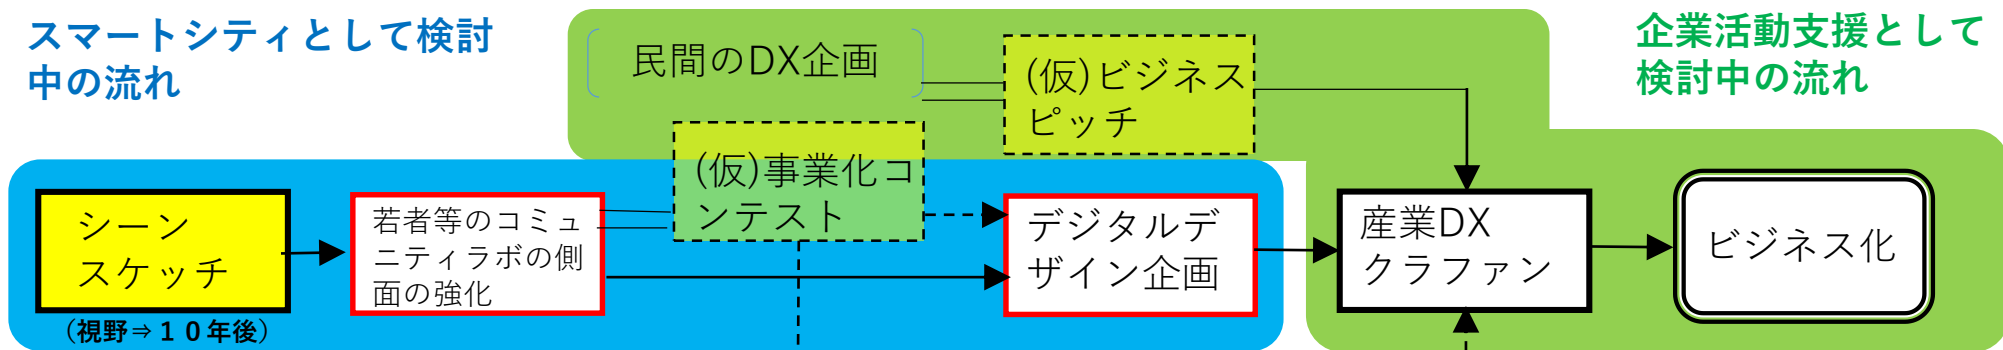 スマートシティとして検討
中の流れ
民間のDX企画
(仮)ビジネス
ピッチ
企業活動支援として
検討中の流れ
(仮)事業化コ
ンテスト
シーン
スケッチ
(視野⇒１０年後)
若者等のコミュ
ニティラボの側
面の強化
デジタルデ
ザイン企画
産業DX
クラファン
ビジネス化